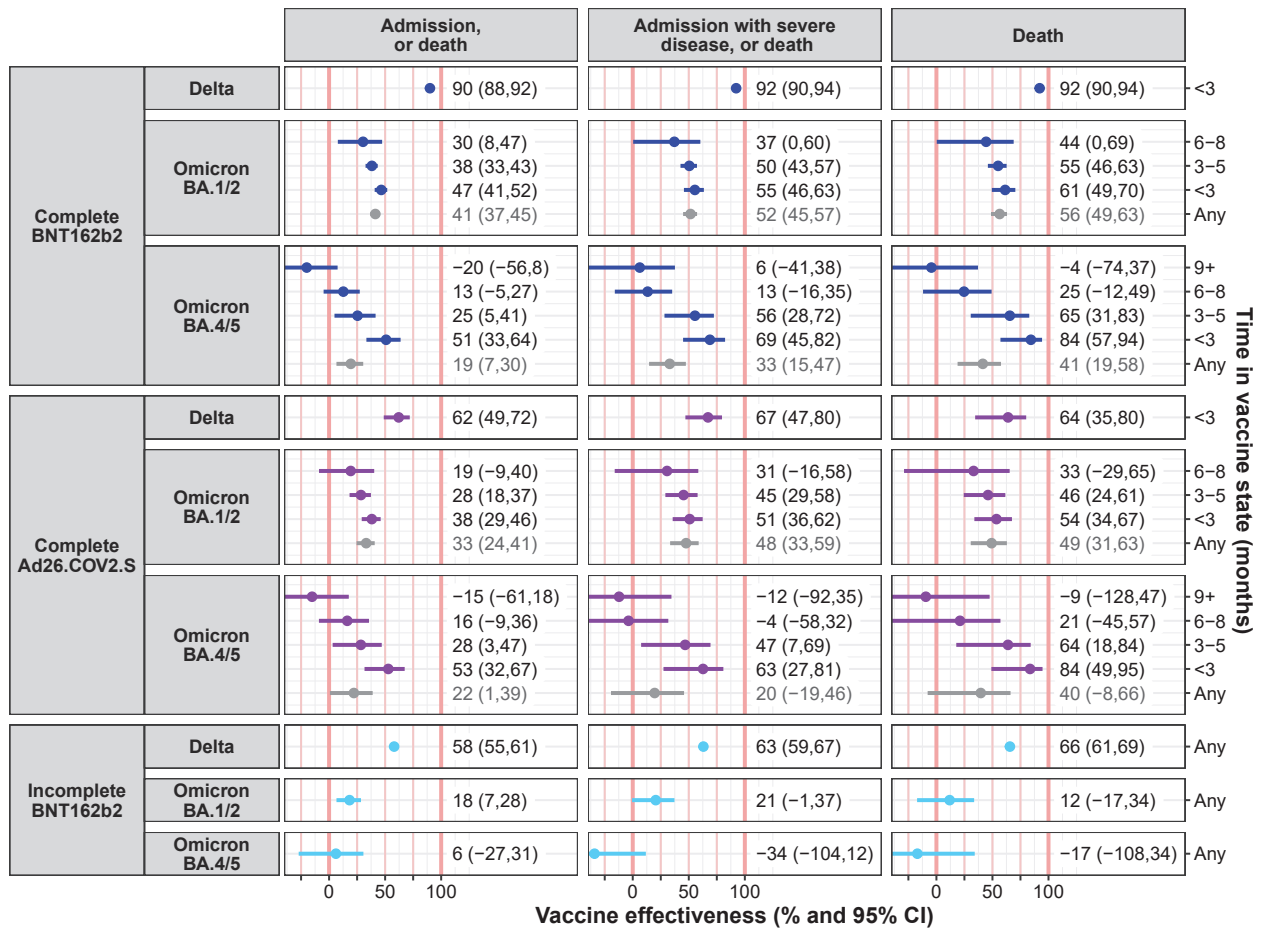 Admission,
or death
Admission with severe
disease, or death
Death
Complete
BNT162b2
Delta
90 (88,92)
92 (90,94)
92 (90,94)
<3
Omicron
BA.1/2
30 (8,47)
37 (0,60)
44 (0,69)
6−8
38 (33,43)
50 (43,57)
55 (46,63)
3−5
47 (41,52)
55 (46,63)
61 (49,70)
<3
41 (37,45)
52 (45,57)
56 (49,63)
Any
Omicron
BA.4/5
−20 (−56,8)
6 (−41,38)
−4 (−74,37)
9+
13 (−5,27)
13 (−16,35)
25 (−12,49)
6−8
25 (5,41)
56 (28,72)
65 (31,83)
3−5
51 (33,64)
69 (45,82)
84 (57,94)
<3
19 (7,30)
33 (15,47)
41 (19,58)
Any
Complete
Ad26.COV2.S
Delta
62 (49,72)
67 (47,80)
64 (35,80)
<3
Omicron
BA.1/2
19 (−9,40)
31 (−16,58)
33 (−29,65)
6−8
28 (18,37)
45 (29,58)
46 (24,61)
3−5
38 (29,46)
51 (36,62)
54 (34,67)
<3
33 (24,41)
48 (33,59)
49 (31,63)
Any
Omicron
BA.4/5
−15 (−61,18)
−12 (−92,35)
−9 (−128,47)
9+
16 (−9,36)
−4 (−58,32)
21 (−45,57)
6−8
28 (3,47)
47 (7,69)
64 (18,84)
3−5
53 (32,67)
63 (27,81)
84 (49,95)
<3
22 (1,39)
20 (−19,46)
40 (−8,66)
Any
Incomplete
BNT162b2
Delta
58 (55,61)
63 (59,67)
66 (61,69)
Any
Omicron
BA.1/2
18 (7,28)
21 (−1,37)
12 (−17,34)
Any
Omicron
BA.4/5
6 (−27,31)
−34 (−104,12)
−17 (−108,34)
Any
0 50 100
0 50 100
0 50 100
Vaccine effectiveness (% and 95% CI)
Time in vaccine state (months)